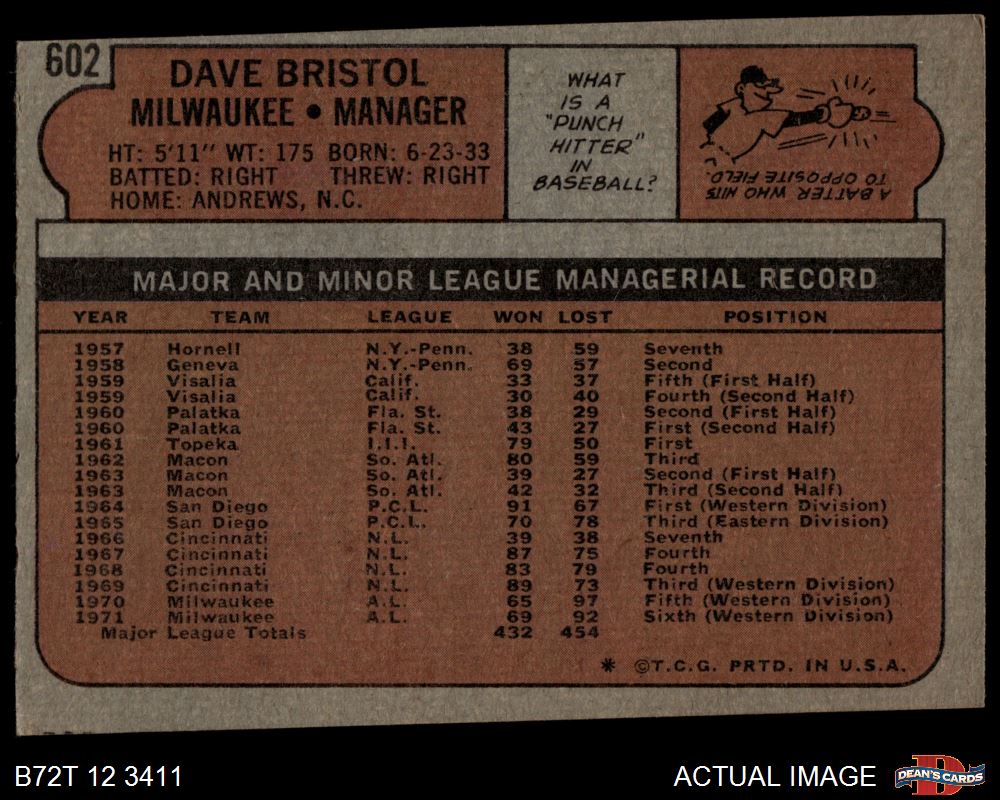 602
DAVE BRISTOL
MILWAUKEE • MANAGER
HT: 5'11" WT: 175 BORN: 6-23-33
BATTED: RIGHT THREW: RIGHT
HOME: ANDREWS, N.C.
WHAT
IS A
"PUNCH
HITTER"
IN
BASEBALL?
A BATTER WHO HITS
TO OPPOSITE FIELD.
MAJOR AND MINOR LEAGUE MANAGERIAL RECORD
YEAR TEAM LEAGUE WON LOST POSITION
1957 Hornell N.Y.-Penn. 38 59 Seventh
1958 Geneva N.Y.-Penn. 69 57 Second
1959 Visalia Calif. 33 37 Fifth (First Half)
1959 Visalia Calif. 30 40 Fourth (Second Half)
1960 Palatka Fla. St. 38 29 Second (First Half)
1960 Palatka Fla. St. 43 27 First (Second Half)
1961 Topeka I.I.I. 79 50 First
1962 Macon So. Atl. 80 59 Third
1963 Macon So. Atl. 39 27 Second (First Half)
1963 Macon So. Atl. 42 32 Third (Second Half)
1964 San Diego P.C.L. 91 67 First (Western Division)
1965 San Diego P.C.L. 70 78 Third (Eastern Division)
1966 Cincinnati N.L. 39 38 Seventh
1967 Cincinnati N.L. 87 75 Fourth
1968 Cincinnati N.L. 83 79 Fourth
1969 Cincinnati N.L. 89 73 Third (Western Division)
1970 Milwaukee A.L. 65 97 Fifth (Western Division)
1971 Milwaukee A.L. 69 92 Sixth (Western Division)
Major League Totals 432 454
* ©T.C.G. PRTD. IN U.S.A.
B72T 12 3411
ACTUAL IMAGE
D
DEAN'S CARDS